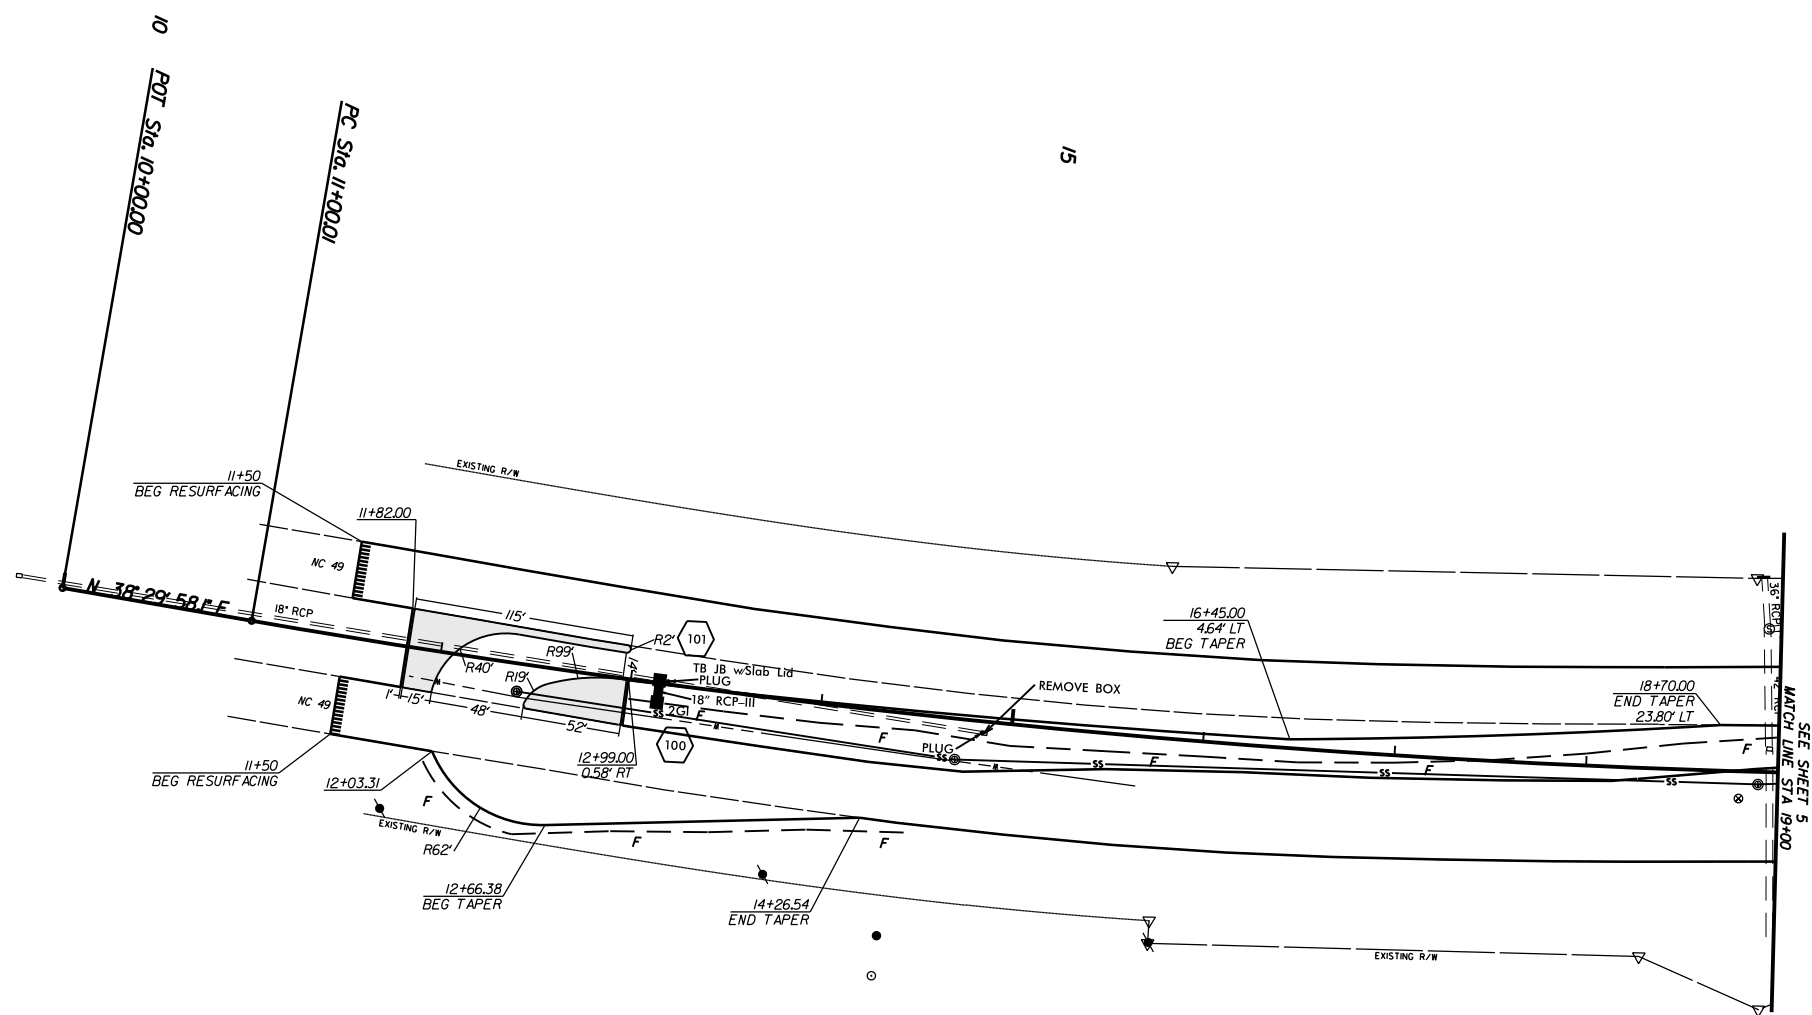 10
POT Sta. 10+00.00
PC Sta. 11+00.01
15
EXISTING R/W
11+50
BEG RESURFACING
11+82.00
NC 49
N 38° 29' 58.1" E
18" RCP
115'
R2'
101
R99'
R40'
R19'
14'
TB JB w/Slab Lid
PLUG
18" RCP-III
2GI
SS
F
1'
15'
48'
52'
100
NC 49
12+99.00
0.58' RT
11+50
BEG RESURFACING
12+03.31
EXISTING R/W
R62'
F
F
F
12+66.38
BEG TAPER
14+26.54
END TAPER
REMOVE BOX
PLUG
SS
F
SS
F
SS
F
SS
F
16+45.00
4.64' LT
BEG TAPER
18+70.00
END TAPER
23.80' LT
36" RCP
SEE SHEET 5
MATCH LINE STA 19+00
EXISTING R/W